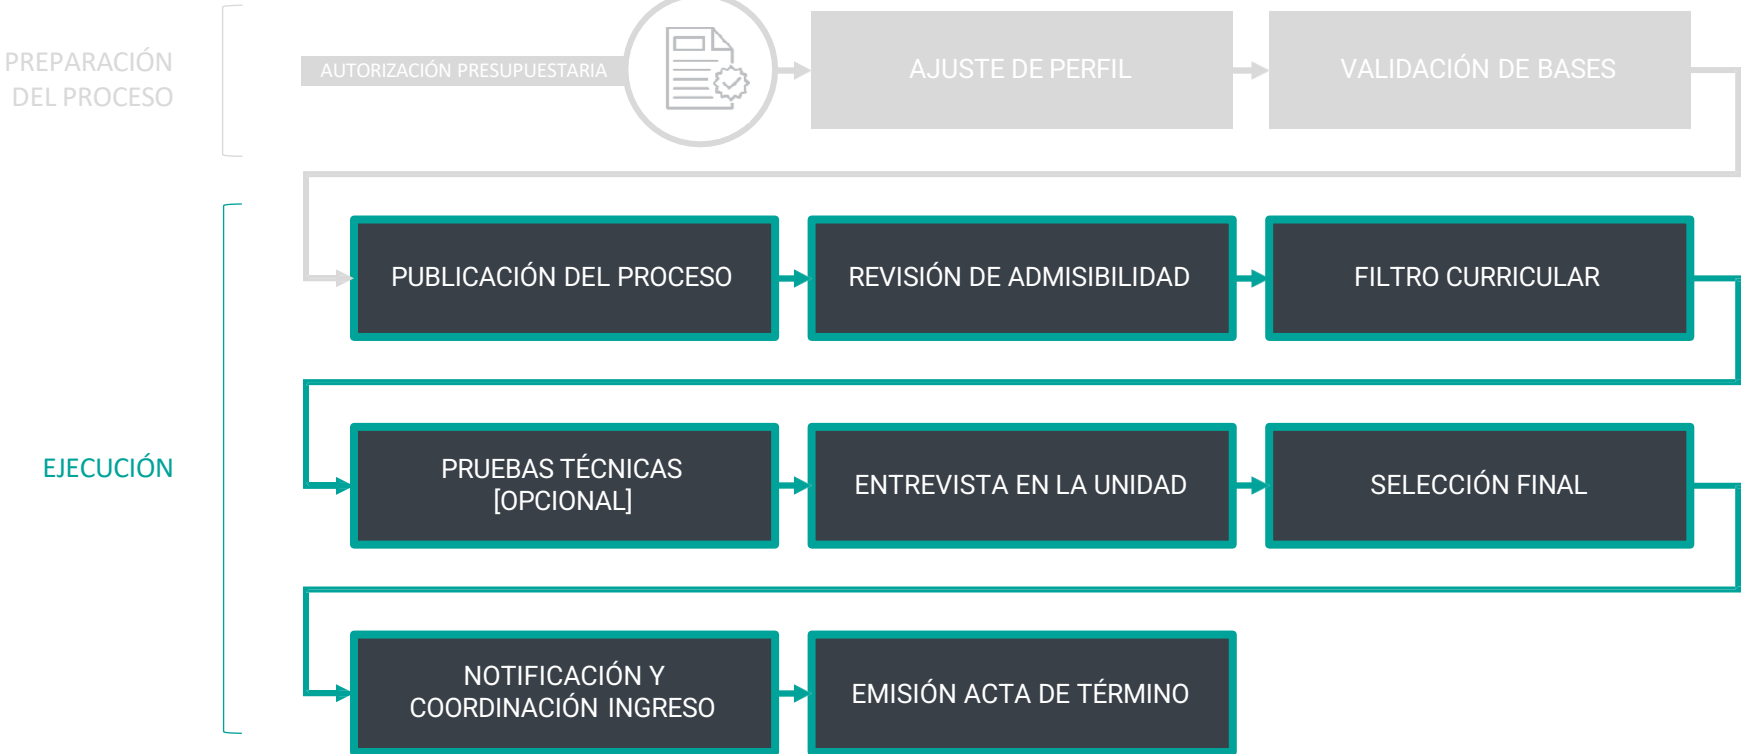 PREPARACIÓN
DEL PROCESO
AUTORIZACIÓN PRESUPUESTARIA
AJUSTE DE PERFIL
VALIDACIÓN DE BASES
EJECUCIÓN
PUBLICACIÓN DEL PROCESO
REVISIÓN DE ADMISIBILIDAD
FILTRO CURRICULAR
PRUEBAS TÉCNICAS
[OPCIONAL]
ENTREVISTA EN LA UNIDAD
SELECCIÓN FINAL
NOTIFICACIÓN Y
COORDINACIÓN INGRESO
EMISIÓN ACTA DE TÉRMINO